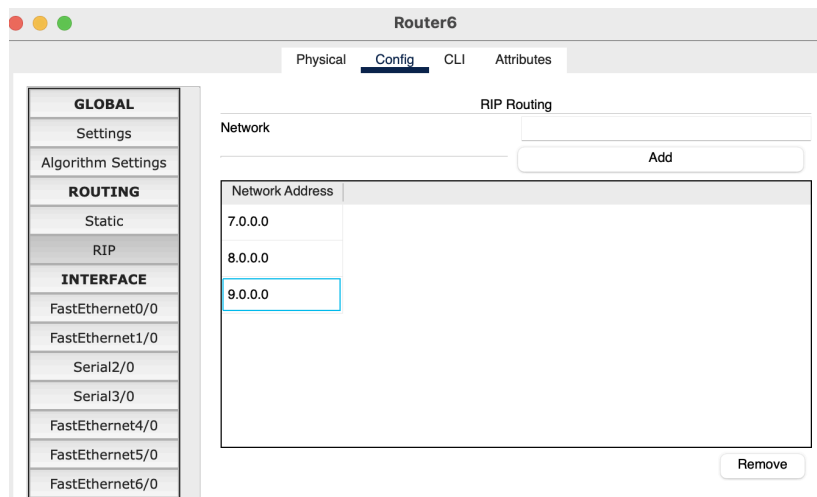 Router6
Physical Config CLI Attributes
GLOBAL
Settings
Algorithm Settings
ROUTING
Static
RIP
INTERFACE
FastEthernet0/0
FastEthernet1/0
Serial2/0
Serial3/0
FastEthernet4/0
FastEthernet5/0
FastEthernet6/0
RIP Routing
Network
Add
Network Address
7.0.0.0
8.0.0.0
9.0.0.0
Remove